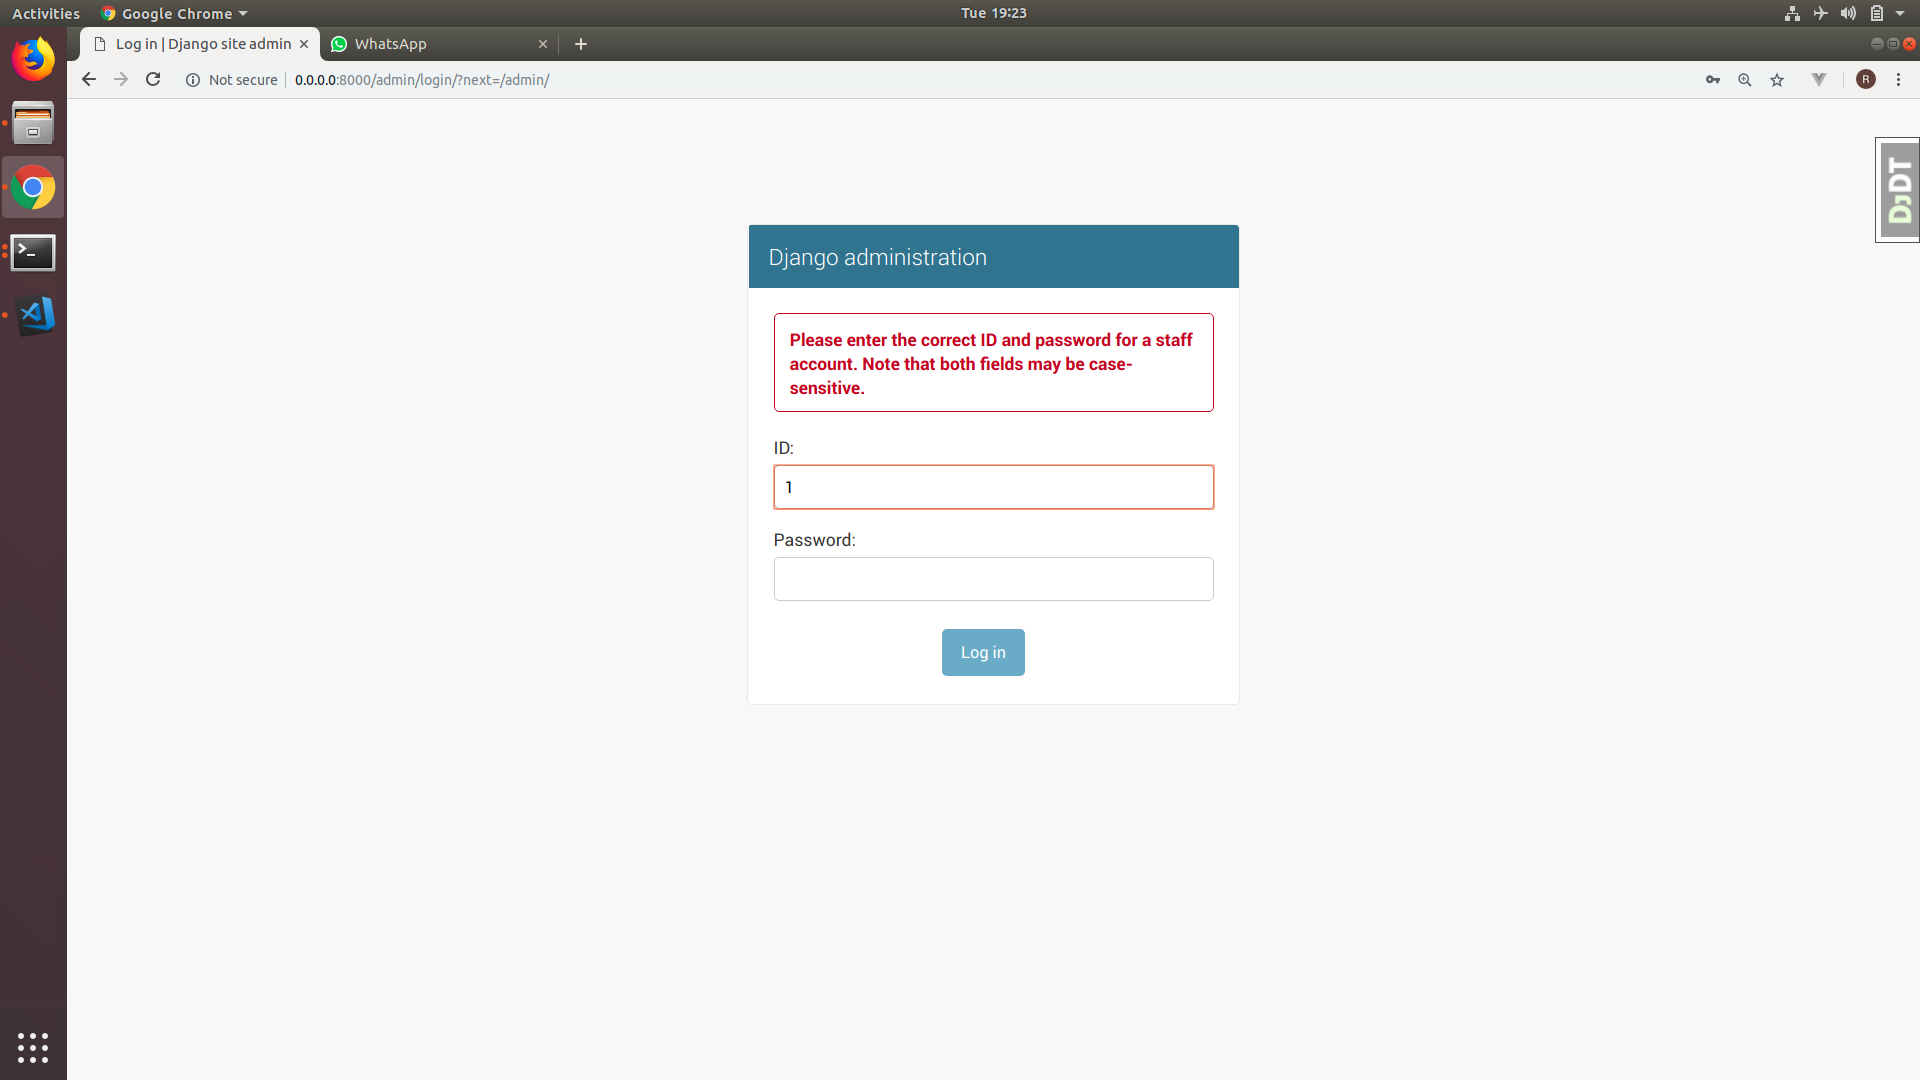 Activities Google Chrome Tue 19:23
Log in | Django site admin WhatsApp
Not secure 0.0.0.0:8000/admin/login/?next=/admin/ R
DJDT
Django administration
Please enter the correct ID and password for a staff
account. Note that both fields may be case-
sensitive.
ID:
1
Password:
Log in